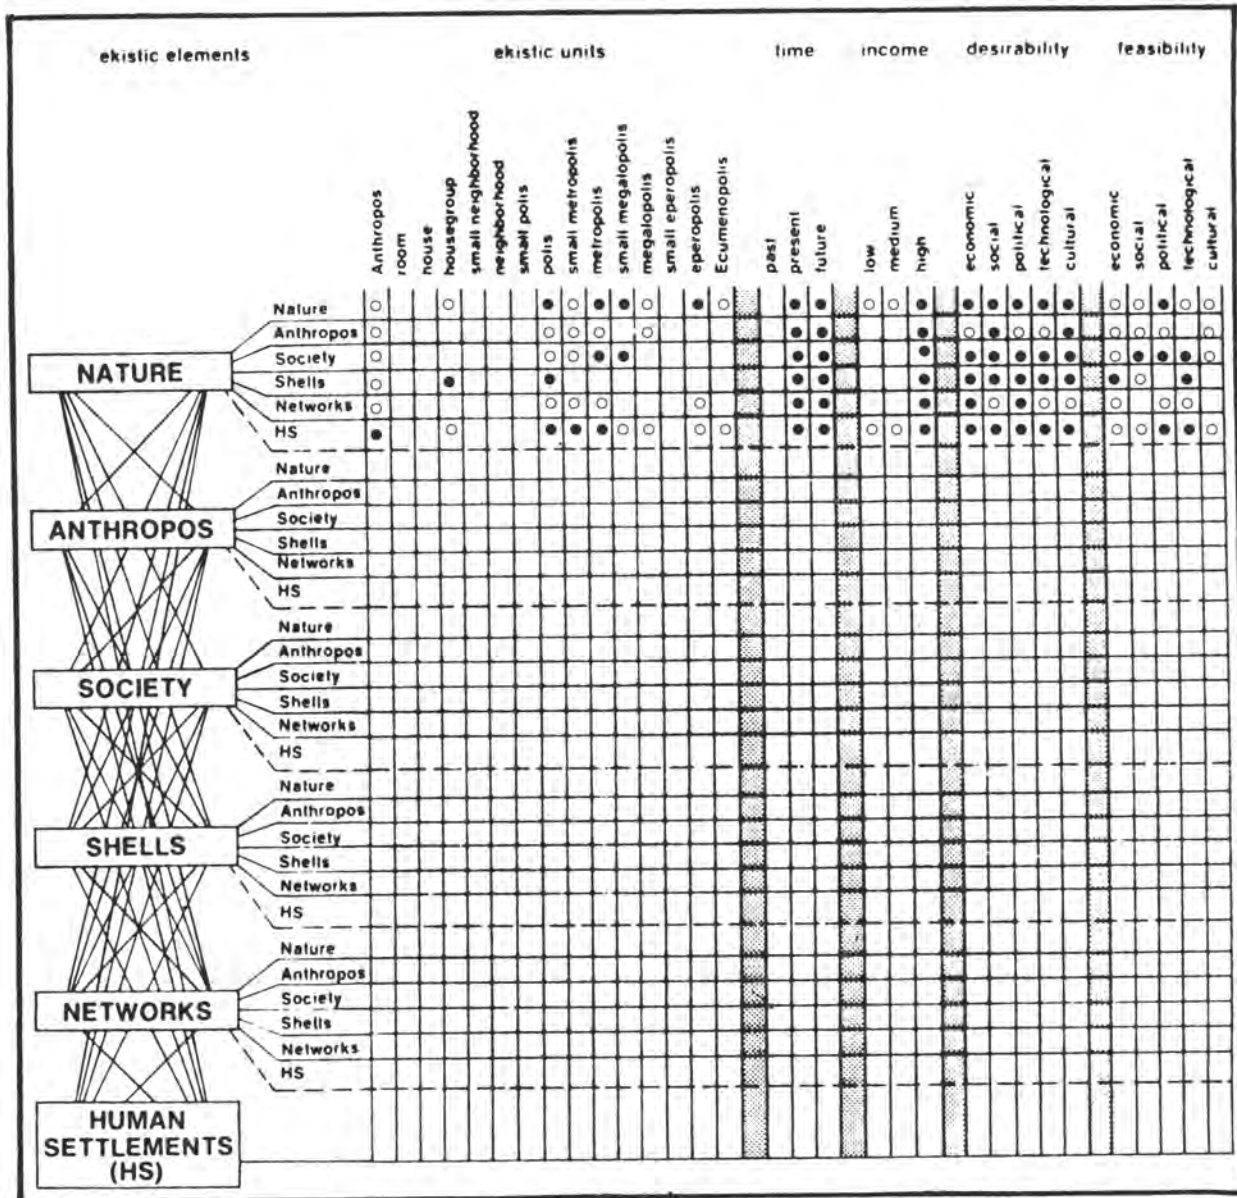 ekistic elements ekistic units time income desirability feasibility
Anthropos
room
house
housegroup
small neighborhood
neighborhood
small polis
polis
small metropolis
metropolis
small megalopolis
megalopolis
small eperopolis
eperopolis
Ecumenopolis
past
present
future
low
medium
high
economic
social
political
technological
cultural
economic
social
political
technological
cultural
NATURE
Nature
Anthropos
Society
Shells
Networks
HS
ANTHROPOS
Nature
Anthropos
Society
Shells
Networks
HS
SOCIETY
Nature
Anthropos
Society
Shells
Networks
HS
SHELLS
Nature
Anthropos
Society
Shells
Networks
HS
NETWORKS
Nature
Anthropos
Society
Shells
Networks
HS
HUMAN
SETTLEMENTS
(HS)